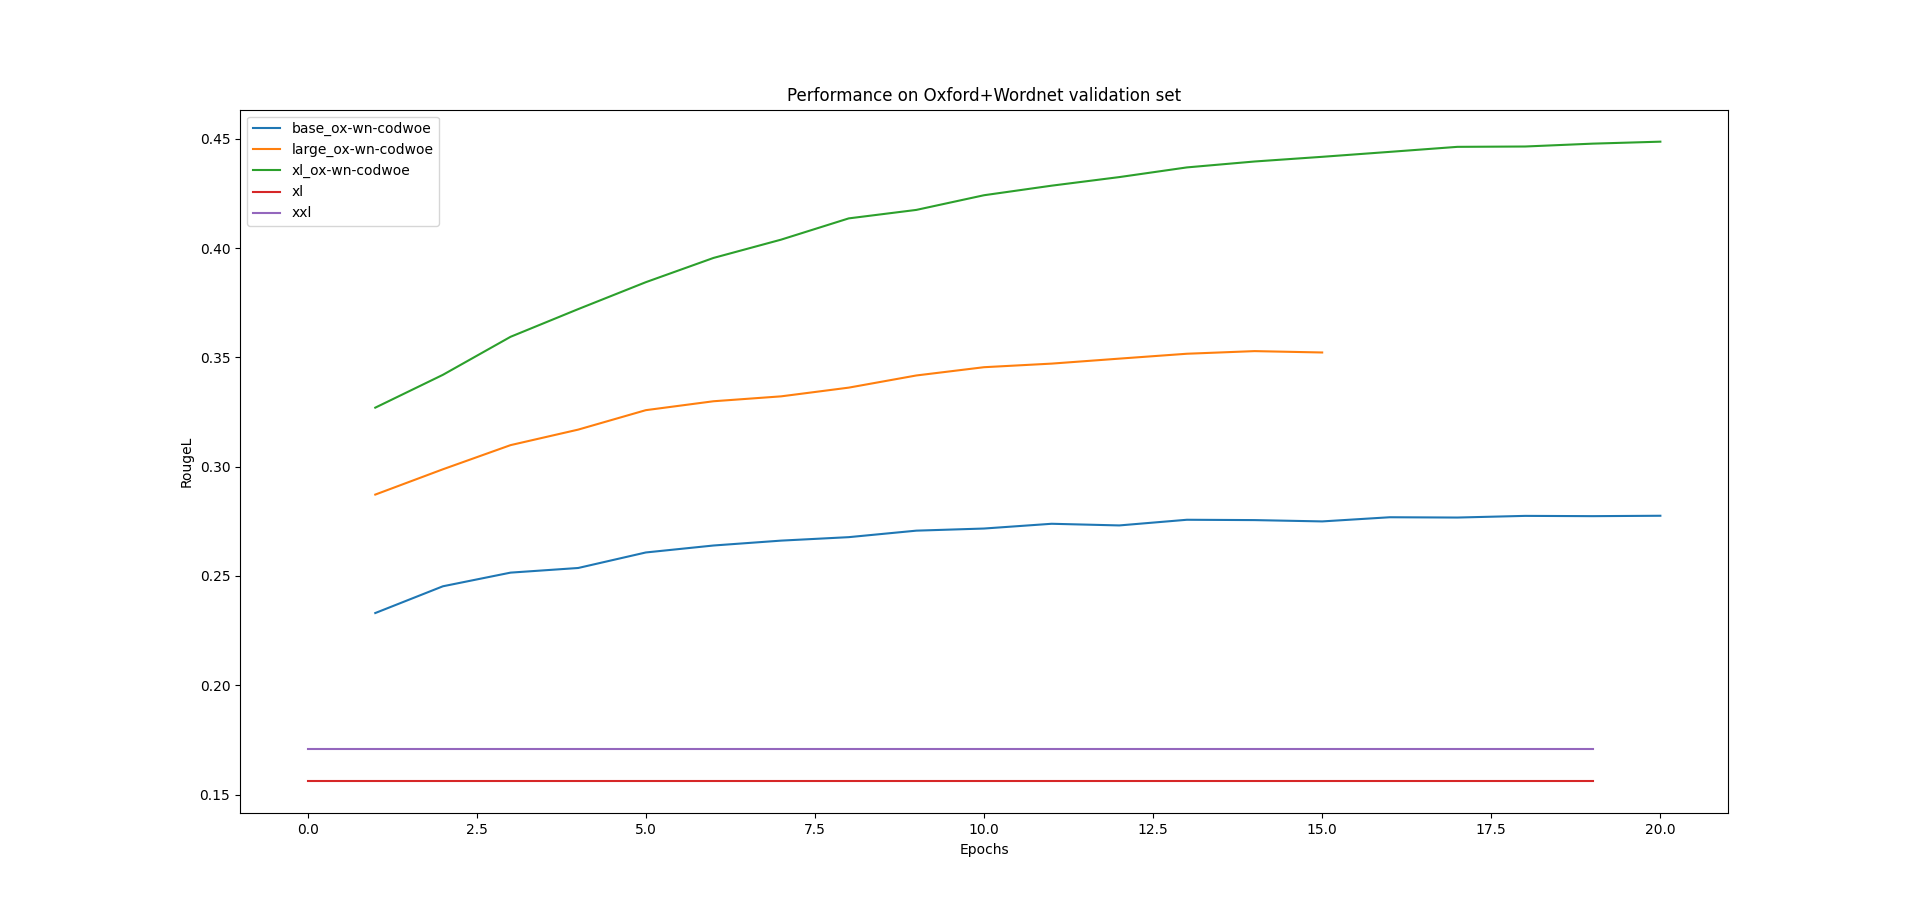 Performance on Oxford+Wordnet validation set
base_ox-wn-codwoe
large_ox-wn-codwoe
xl_ox-wn-codwoe
xl
xxl
RougeL
0.45
0.40
0.35
0.30
0.25
0.20
0.15
0.0 2.5 5.0 7.5 10.0 12.5 15.0 17.5 20.0
Epochs